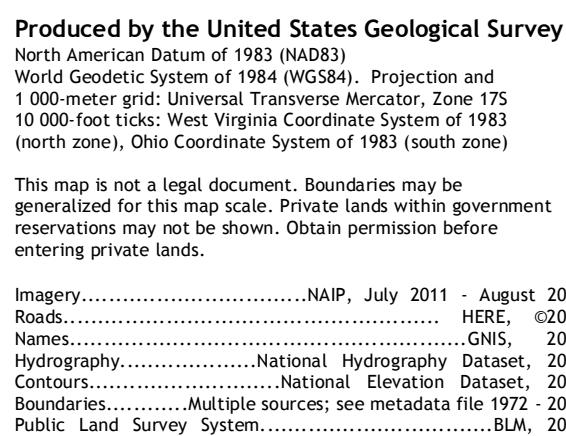 Produced by the United States Geological Survey
North American Datum of 1983 (NAD83)
World Geodetic System of 1984 (WGS84).  Projection and
1 000-meter grid: Universal Transverse Mercator, Zone 17S
10 000-foot ticks: West Virginia Coordinate System of 1983
(north zone), Ohio Coordinate System of 1983 (south zone)
This map is not a legal document. Boundaries may be
generalized for this map scale. Private lands within government
reservations may not be shown. Obtain permission before
entering private lands.
Imagery..................................NAIP, July 2011 - August 20
Roads........................................................ HERE, ©20
Names...........................................................GNIS, 20
Hydrography....................National Hydrography Dataset, 20
Contours............................National Elevation Dataset, 20
Boundaries............Multiple sources; see metadata file 1972 - 20
Public Land Survey System..................................BLM, 20